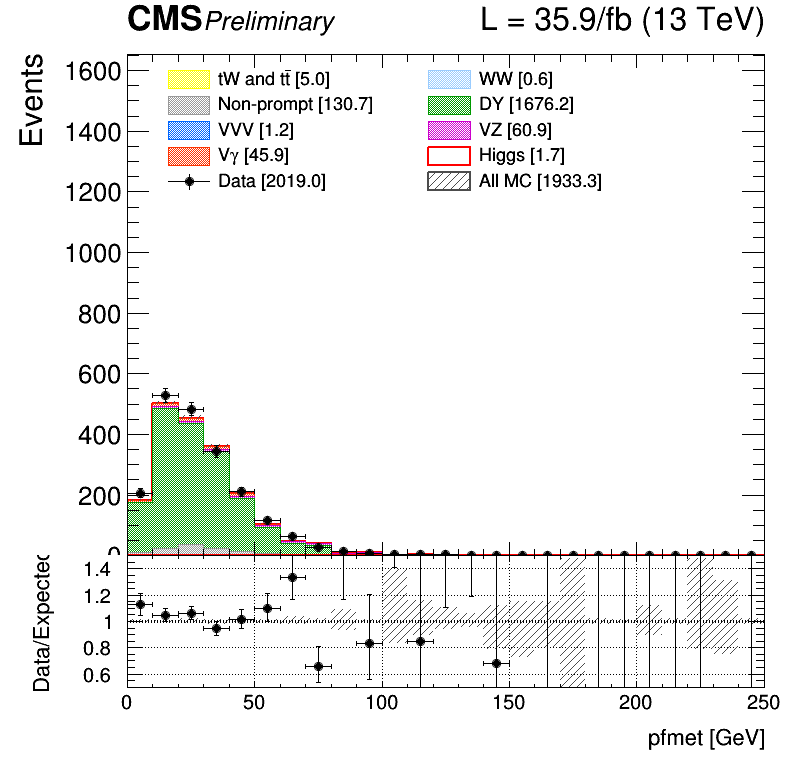 CMS Preliminary L = 35.9/fb (13 TeV)
Events
1600
1400
1200
1000
800
600
400
200
0
tW and tt̄ [5.0]
Non-prompt [130.7]
VVV [1.2]
Vγ [45.9]
Data [2019.0]
WW [0.6]
DY [1676.2]
VZ [60.9]
Higgs [1.7]
All MC [1933.3]
Data/Expected
1.4
1.2
1
0.8
0.6
0 50 100 150 200 250
pfmet [GeV]